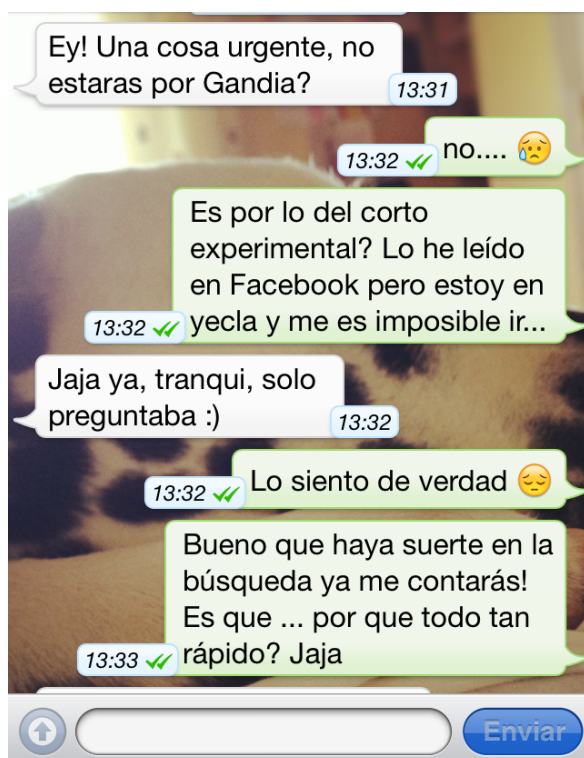 Ey! Una cosa urgente, no
estaras por Gandia?
13:31
no.... 😥
13:32
Es por lo del corto
experimental? Lo he leído
en Facebook pero estoy en
yecla y me es imposible ir...
13:32
Jaja ya, tranqui, solo
preguntaba :)
13:32
Lo siento de verdad 😔
13:32
Bueno que haya suerte en la
búsqueda ya me contarás!
Es que ... por que todo tan
rápido? Jaja
13:33
Enviar